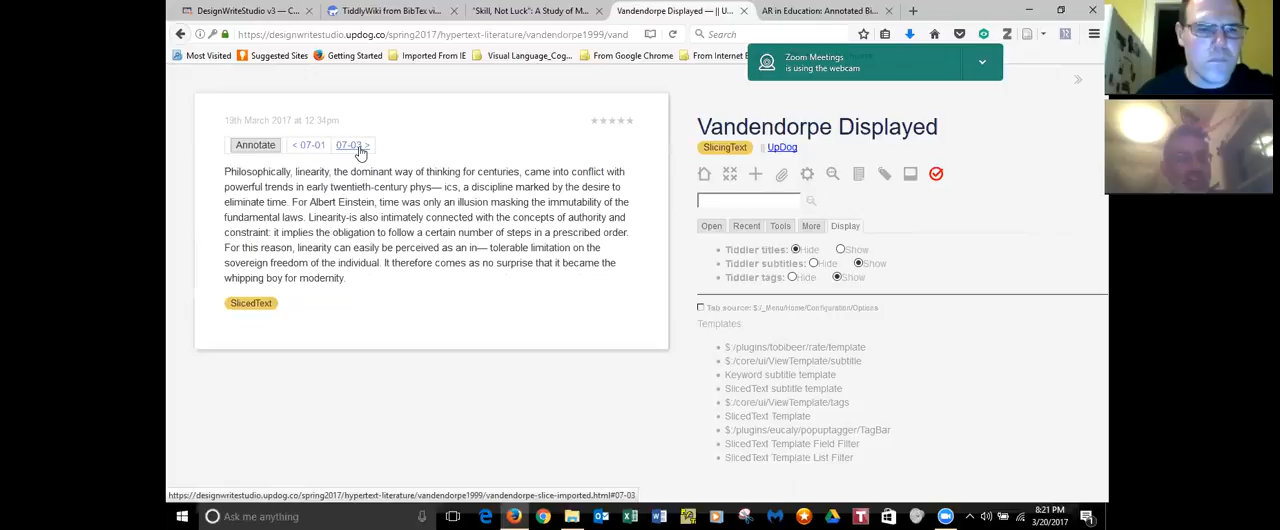 DesignWriteStudio v3 — C...
TiddlyWiki from BibTex vi...
"Skill, Not Luck": A Study of M...
Vandendorpe Displayed — || U...
AR in Education: Annotated Bi...
https://designwritestudio.updog.co/spring2017/hypertext-literature/vandendorpe1999/vand
Search
Most Visited
Suggested Sites
Getting Started
Imported From IE
Visual Language_Cog...
From Google Chrome
From Internet E
Zoom Meetings
is using the webcam
19th March 2017 at 12:34pm
Annotate
< 07-01
07-03 >
Philosophically, linearity, the dominant way of thinking for centuries, came into conflict with
powerful trends in early twentieth-century phys— ics, a discipline marked by the desire to
eliminate time. For Albert Einstein, time was only an illusion masking the immutability of the
fundamental laws. Linearity-is also intimately connected with the concepts of authority and
constraint: it implies the obligation to follow a certain number of steps in a prescribed order.
For this reason, linearity can easily be perceived as an in— tolerable limitation on the
sovereign freedom of the individual. It therefore comes as no surprise that it became the
whipping boy for modernity.
SlicedText
Vandendorpe Displayed
SlicingText
|| UpDog
Open
Recent
Tools
More
Display
Tiddler titles: Hide Show
Tiddler subtitles: Hide Show
Tiddler tags: Hide Show
Tab source: $:/_Menu/Home/Configuration/Options
Templates:
$:/plugins/tobibeer/rate/template
$:/core/ui/ViewTemplate/subtitle
Keyword subtitle template
SlicedText subtitle template
$:/core/ui/ViewTemplate/tags
SlicedText Template
$:/plugins/eucaly/popuptagger/TagBar
SlicedText Template Field Filter
SlicedText Template List Filter
https://designwritestudio.updog.co/spring2017/hypertext-literature/vandendorpe1999/vandendorpe-slice-imported.html#07-03
Ask me anything
8:21 PM
3/20/2017